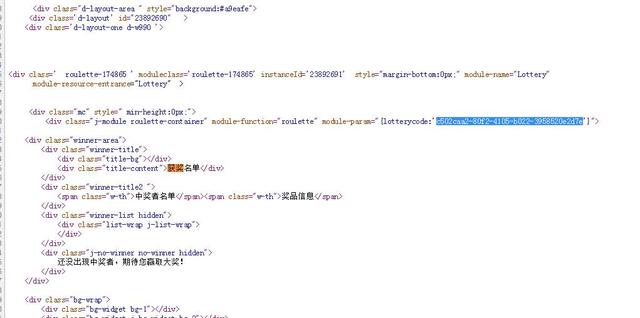 <div class="d-layout-area " style="background:#a9eafe">
<div class='d-layout' id="23892690"  >
<div class='d-layout-one d-w990 '>
<div class='  roulette-174865 ' moduleclass='roulette-174865' instanceId='23892691'  style="margin-bottom:0px;" module-name="Lottery"
module-resource-entrance="Lottery"  >
<div class="mc" style=" min-height:0px;">
<div class="j-module roulette-container" module-function="roulette" module-param="{lotterycode:'c502caa2-80f2-4105-b022-3958520e2d7e'}">
<div class="winner-area">
<div class="winner-title">
<div class="title-bg"></div>
<div class="title-content">获奖名单</div>
</div>
<div class="winner-title2 ">
<span class="w-th">中奖者名单</span><span class="w-th">奖品信息</span>
</div>
<div class="winner-list hidden">
<div class="list-wrap j-list-wrap">
</div>
</div>
<div class="j-no-winner no-winner hidden">
还没出现中奖者，期待您赢取大奖！
</div>
</div>
<div class="bg-wrap">
<div class="bg-widget bg-1"></div>